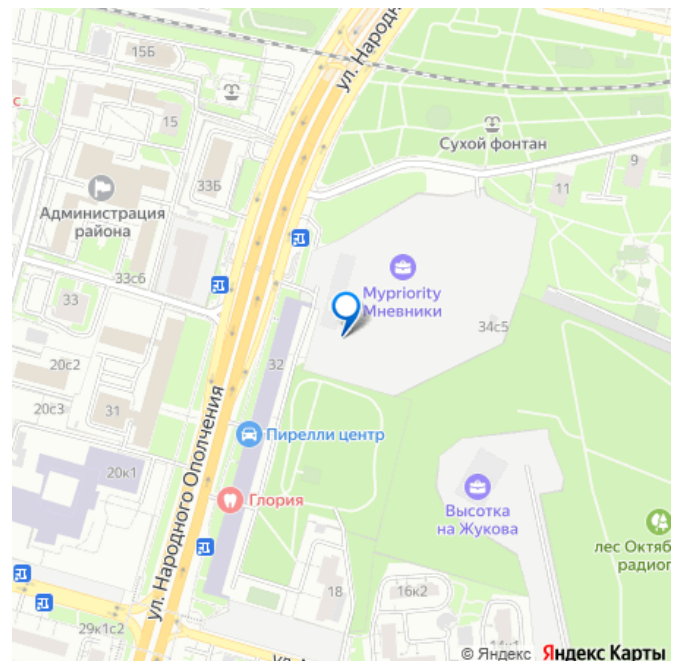 15Б
ул. Народн
с
15
Сухой фонтан
9
11
33Б
Администрация
района
Mypriority
Мневники
33с6
33
34с5
20с2
32
20с3
31
ул. Народного Ополчения
Пирелли центр
20к1
Глория
Высотка
на Жукова
лес Октяб
радиог
18
16к2
29к1с2
© Яндекс Яндекс Карты